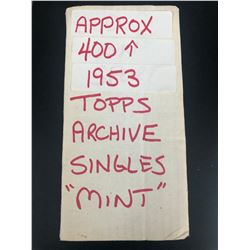 APPROX
400 ↑
1953
TOPPS
ARCHIVE
SINGLES
"MINT"